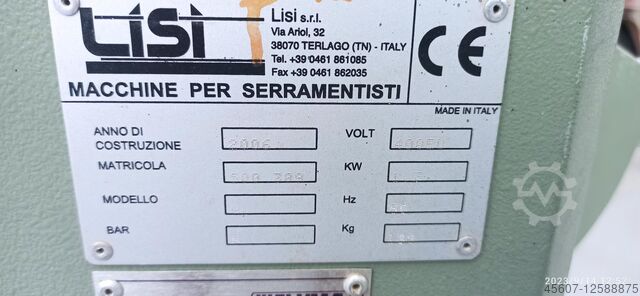 LISI
Lisi s.r.l.
Via Ariol, 32
38070 TERLAGO (TN) - ITALY
Tel. +39 0461 861085
Fax +39 0461 862035
CE
MACCHINE PER SERRAMENTISTI
MADE IN ITALY
ANNO DI
COSTRUZIONE 2006 VOLT
MATRICOLA KW
MODELLO Hz
BAR Kg
45607-12588875